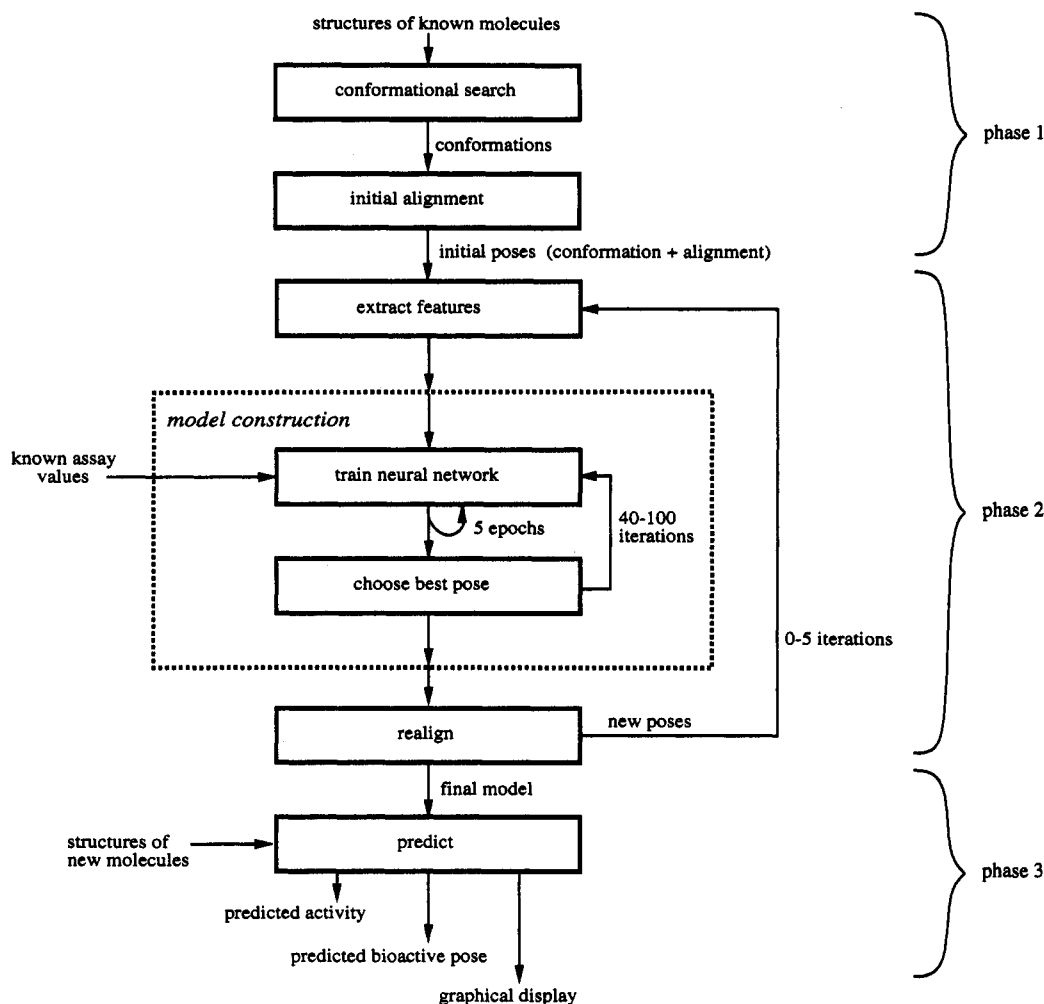 structures of known molecules
conformational search
phase 1
conformations
initial alignment
initial poses (conformation + alignment)
extract features
model construction
known assay
values
train neural network
40-100
iterations
5 epochs
phase 2
choose best pose
0-5 iterations
realign
new poses
final model
structures of
new molecules
predict
phase 3
predicted activity
predicted bioactive pose
graphical display